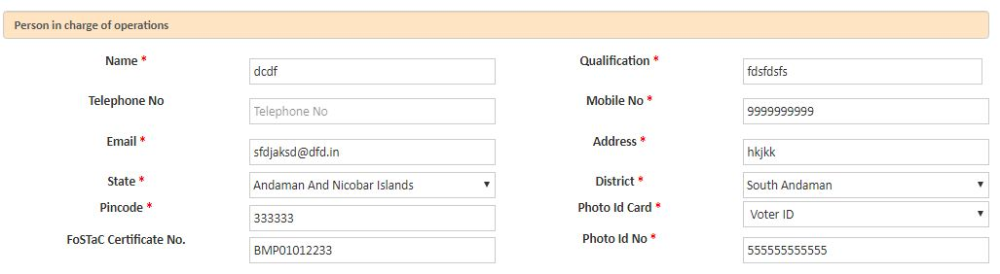 Person in charge of operations
Name * dcdf Qualification * fdsfdsfs
Telephone No Telephone No Mobile No * 9999999999
Email * sfdjaksd@dfd.in Address * hkjkk
State * Andaman And Nicobar Islands District * South Andaman
Pincode * 333333 Photo Id Card * Voter ID
FoSTaC Certificate No. BMP01012233 Photo Id No * 555555555555